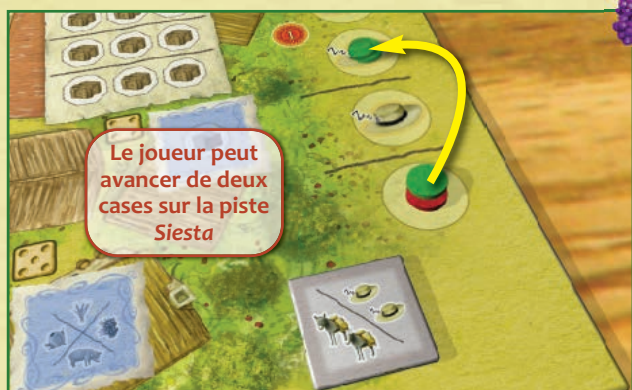 Le joueur peut
avancer de deux
cases sur la piste
Siesta